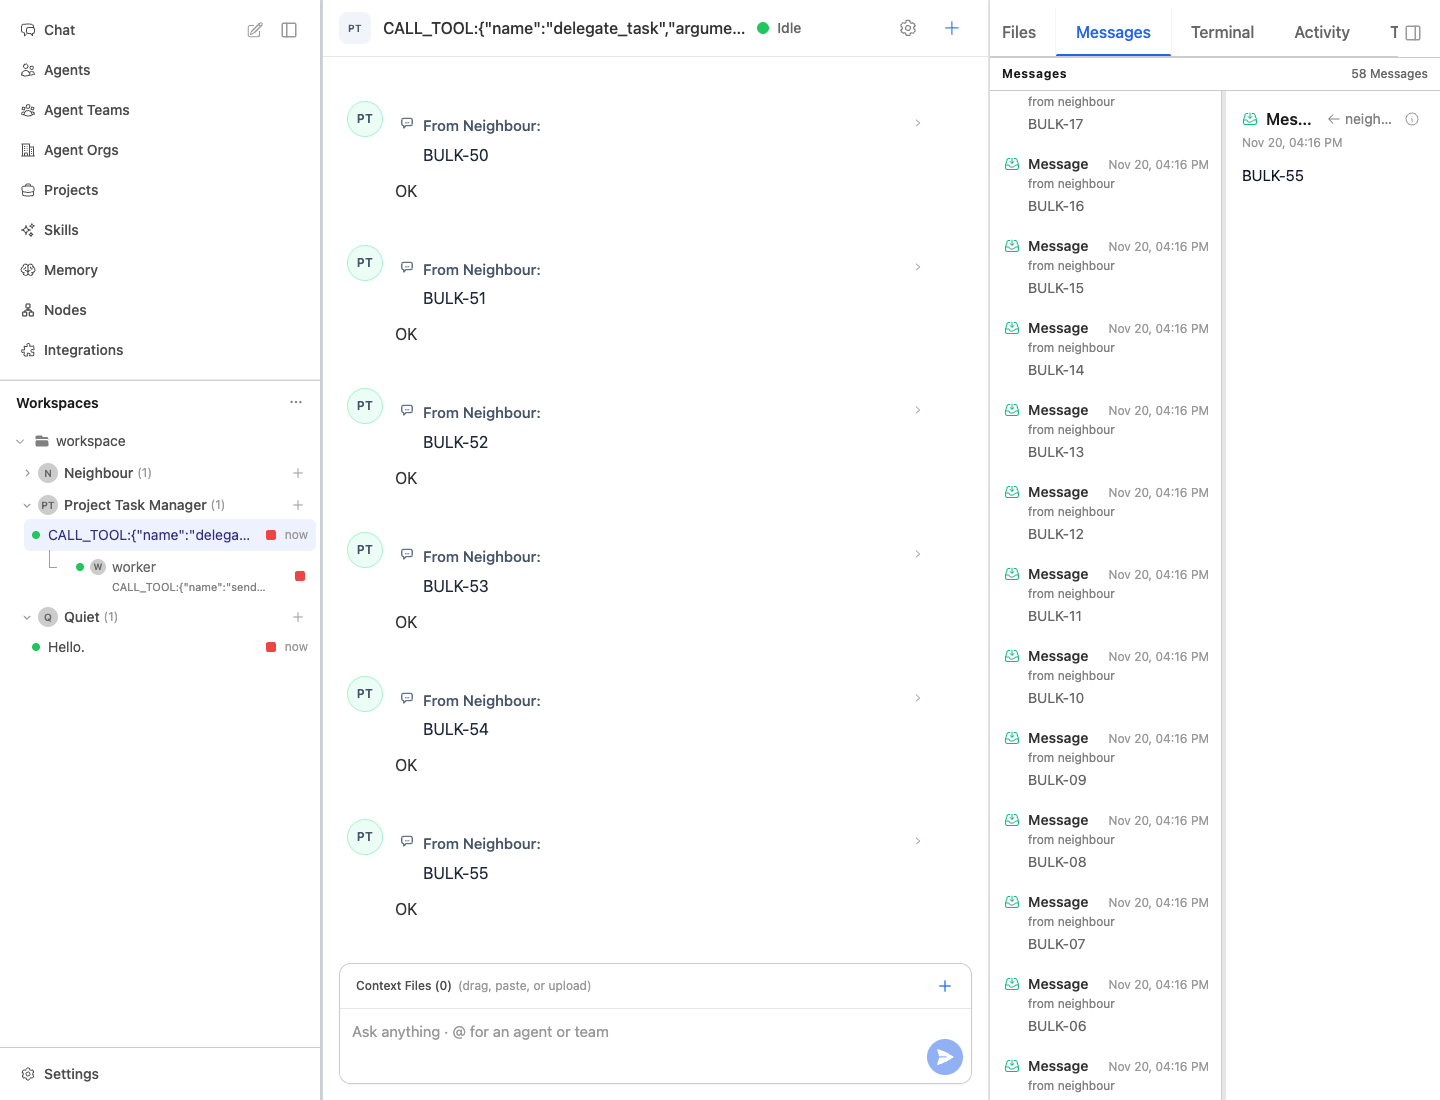 Chat
Agents
Agent Teams
Agent Orgs
Projects
Skills
Memory
Nodes
Integrations
Workspaces
workspace
N Neighbour (1)
PT Project Task Manager (1)
CALL_TOOL:{"name":"delega... now
W worker
CALL_TOOL:{"name":"send...
Q Quiet (1)
Hello. now
Settings
PT CALL_TOOL:{"name":"delegate_task","argume... Idle
PT From Neighbour:
BULK-50
OK
PT From Neighbour:
BULK-51
OK
PT From Neighbour:
BULK-52
OK
PT From Neighbour:
BULK-53
OK
PT From Neighbour:
BULK-54
OK
PT From Neighbour:
BULK-55
OK
Context Files (0) (drag, paste, or upload)
Ask anything · @ for an agent or team
Files Messages Terminal Activity T
Messages 58 Messages
from neighbour
BULK-17
Message Nov 20, 04:16 PM
from neighbour
BULK-16
Message Nov 20, 04:16 PM
from neighbour
BULK-15
Message Nov 20, 04:16 PM
from neighbour
BULK-14
Message Nov 20, 04:16 PM
from neighbour
BULK-13
Message Nov 20, 04:16 PM
from neighbour
BULK-12
Message Nov 20, 04:16 PM
from neighbour
BULK-11
Message Nov 20, 04:16 PM
from neighbour
BULK-10
Message Nov 20, 04:16 PM
from neighbour
BULK-09
Message Nov 20, 04:16 PM
from neighbour
BULK-08
Message Nov 20, 04:16 PM
from neighbour
BULK-07
Message Nov 20, 04:16 PM
from neighbour
BULK-06
Message Nov 20, 04:16 PM
from neighbour
Mes... ← neigh...
Nov 20, 04:16 PM
BULK-55